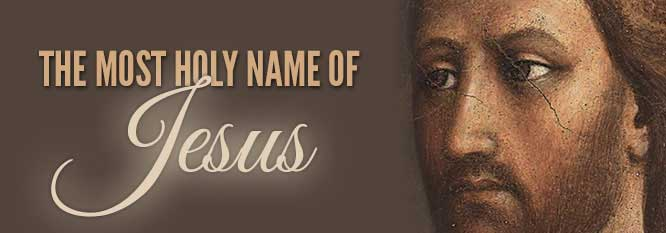 THE MOST HOLY NAME OF
Jesus